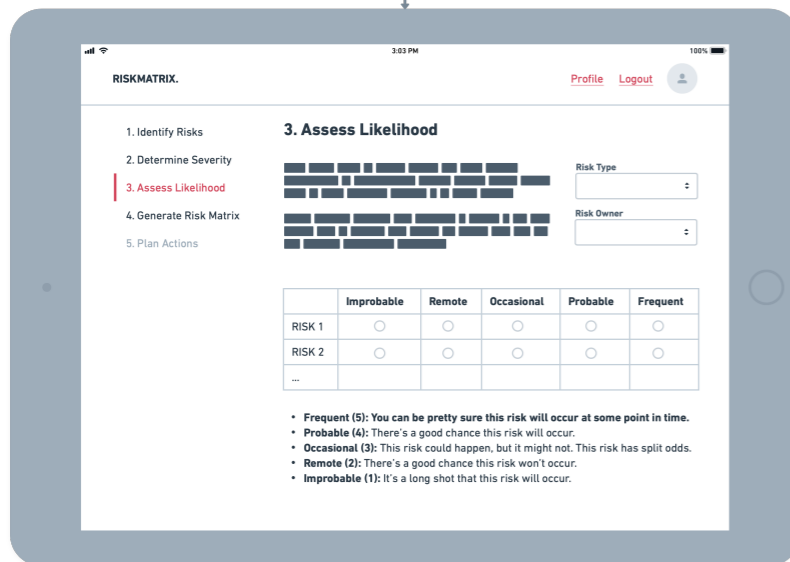 3:03 PM
100%
RISKMATRIX.
Profile Logout
1. Identify Risks
2. Determine Severity
3. Assess Likelihood
4. Generate Risk Matrix
5. Plan Actions
3. Assess Likelihood
Risk Type
Risk Owner
Improbable Remote Occasional Probable Frequent
RISK 1
RISK 2
...
• Frequent (5): You can be pretty sure this risk will occur at some point in time.
• Probable (4): There's a good chance this risk will occur.
• Occasional (3): This risk could happen, but it might not. This risk has split odds.
• Remote (2): There's a good chance this risk won't occur.
• Improbable (1): It's a long shot that this risk will occur.